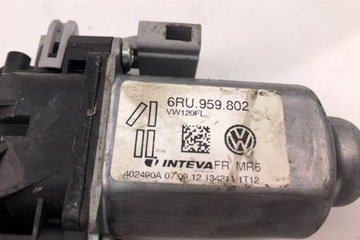 6RU.959.802
VW120FL
INTEVA FR MR6
402490A 07.09.12 134211 1T12